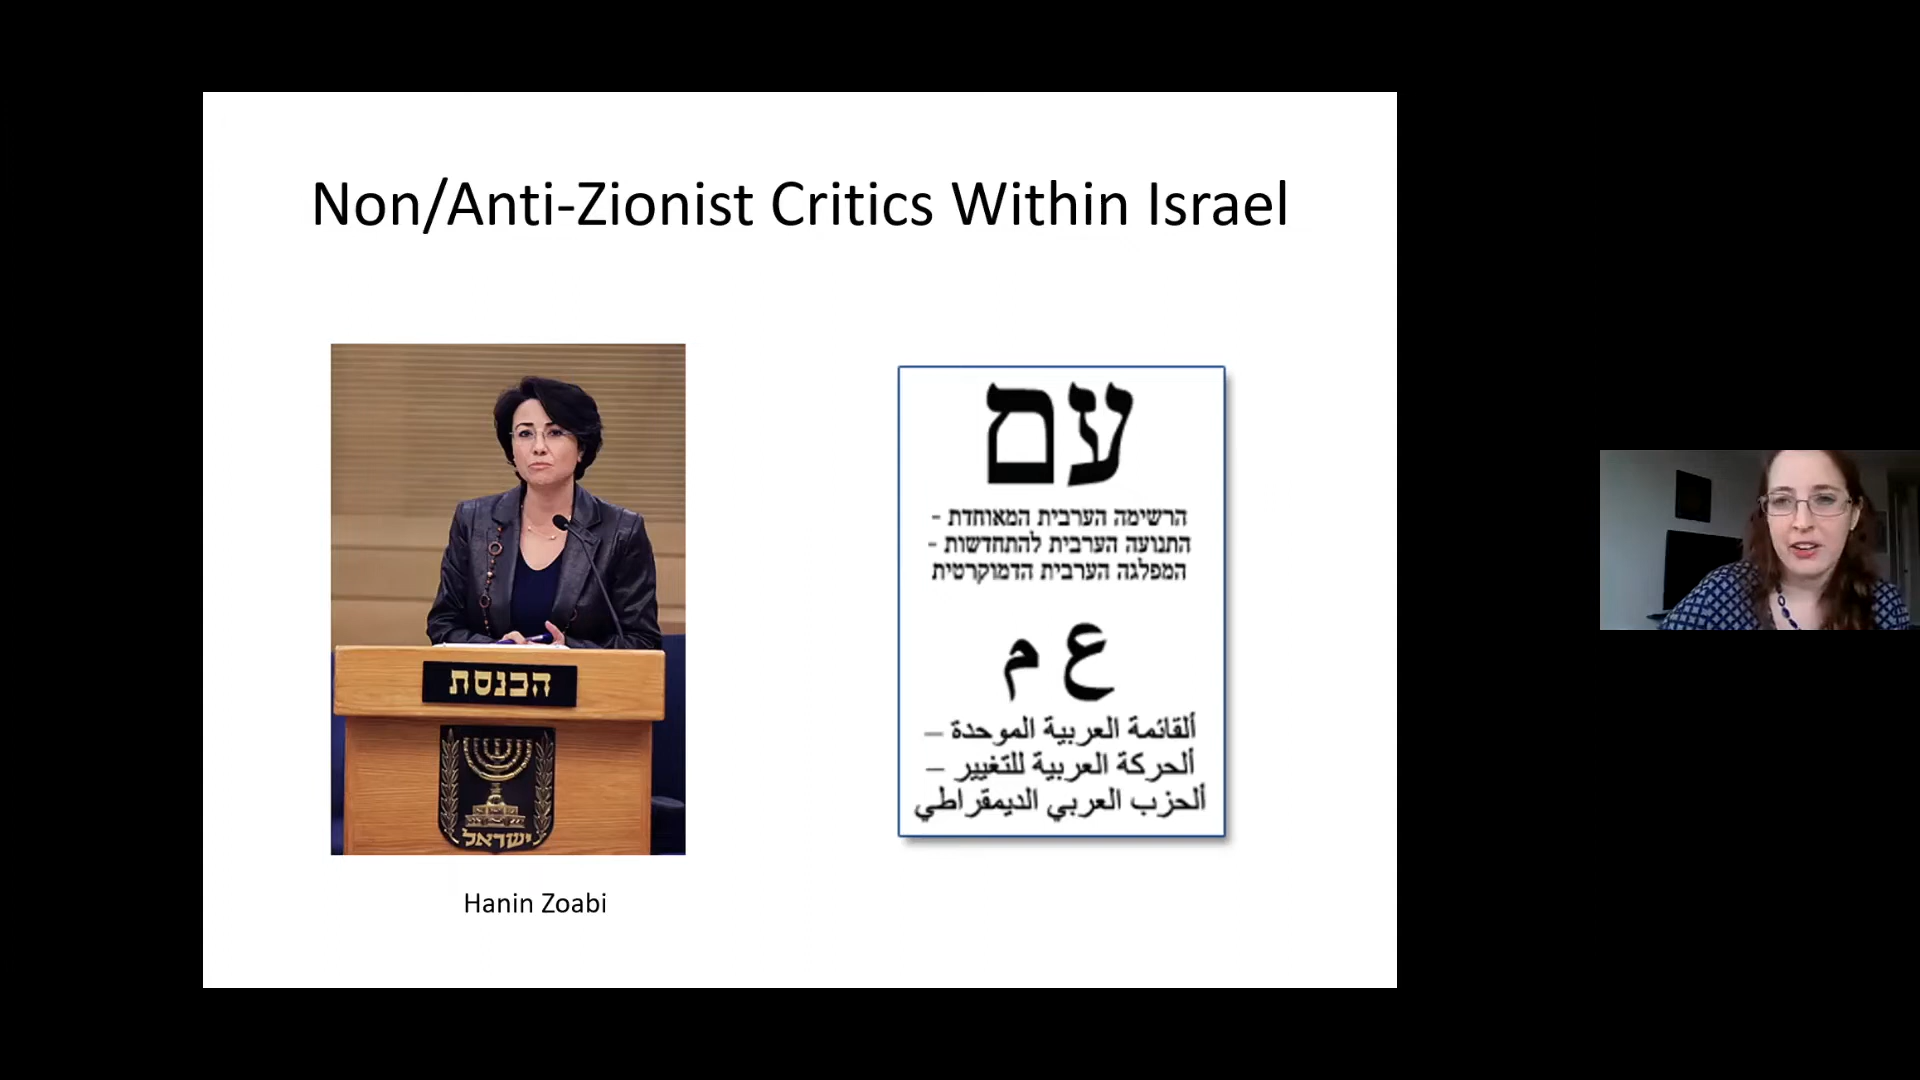 Non/Anti-Zionist Critics Within Israel
הכנסת
ישראל
Hanin Zoabi
עם
הרשימה הערבית המאוחדת -
התנועה הערבית להתחדשות -
המפלגה הערבית הדמוקרטית
ع م
ألقائمة العربية الموحدة –
ألحركة العربية للتغيير –
ألحزب العربي الديمقراطي